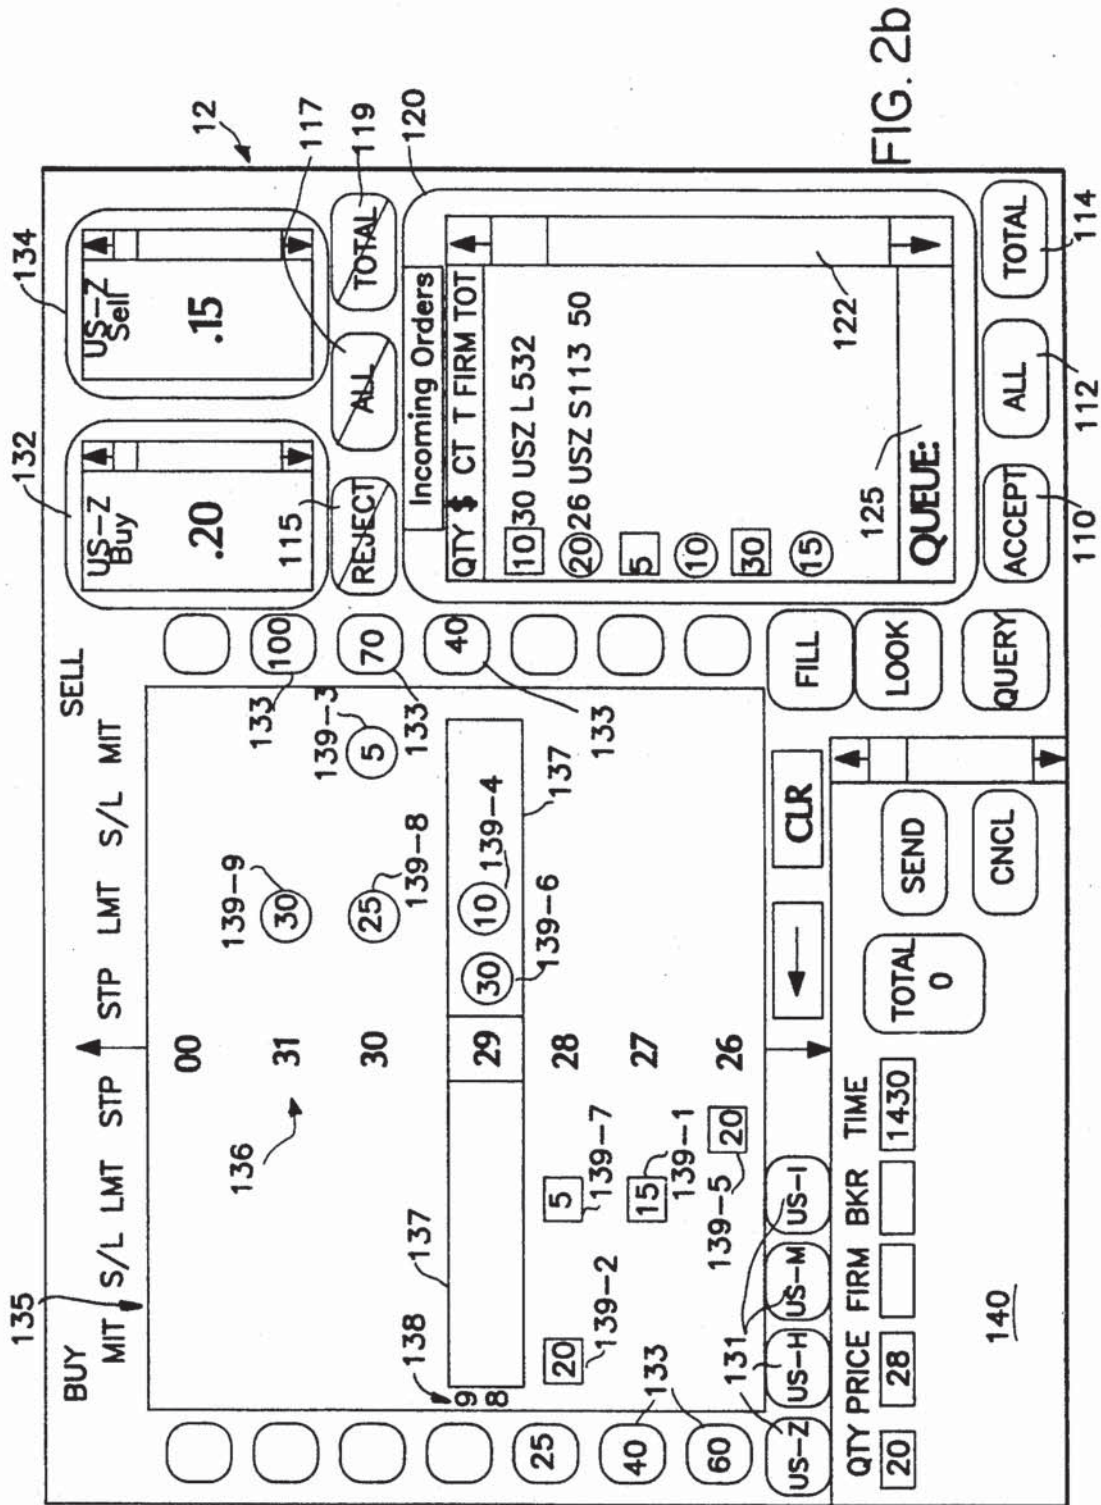 12
135
132
134
BUY
SELL
MIT S/L LMT STP STP LMT S/L MIT
US-Z
Buy
.20
US-Z
Sell
.15
00
31
100
133
136
139-9
30
139-3
5
30
25
139-8
70
133
115
117
REJECT
ALL
TOTAL
119
137
138
98
29
30
10
139-4
139-6
137
40
133
120
Incoming Orders
QTY $ CT T FIRM TOT
10 30 USZ L 532
20 26 USZ S 113 50
5
10
30
15
25
20
139-2
5
139-7
28
40
133
15
139-1
27
60
139-5
20
26
125
122
QUEUE:
US-Z
US-H
US-M
US-I
131
←
CLR
FILL
LOOK
QUERY
ACCEPT
ALL
TOTAL
110
112
114
QTY PRICE FIRM BKR TIME
20 28 1430
TOTAL
0
SEND
CNCL
140
FIG. 2b